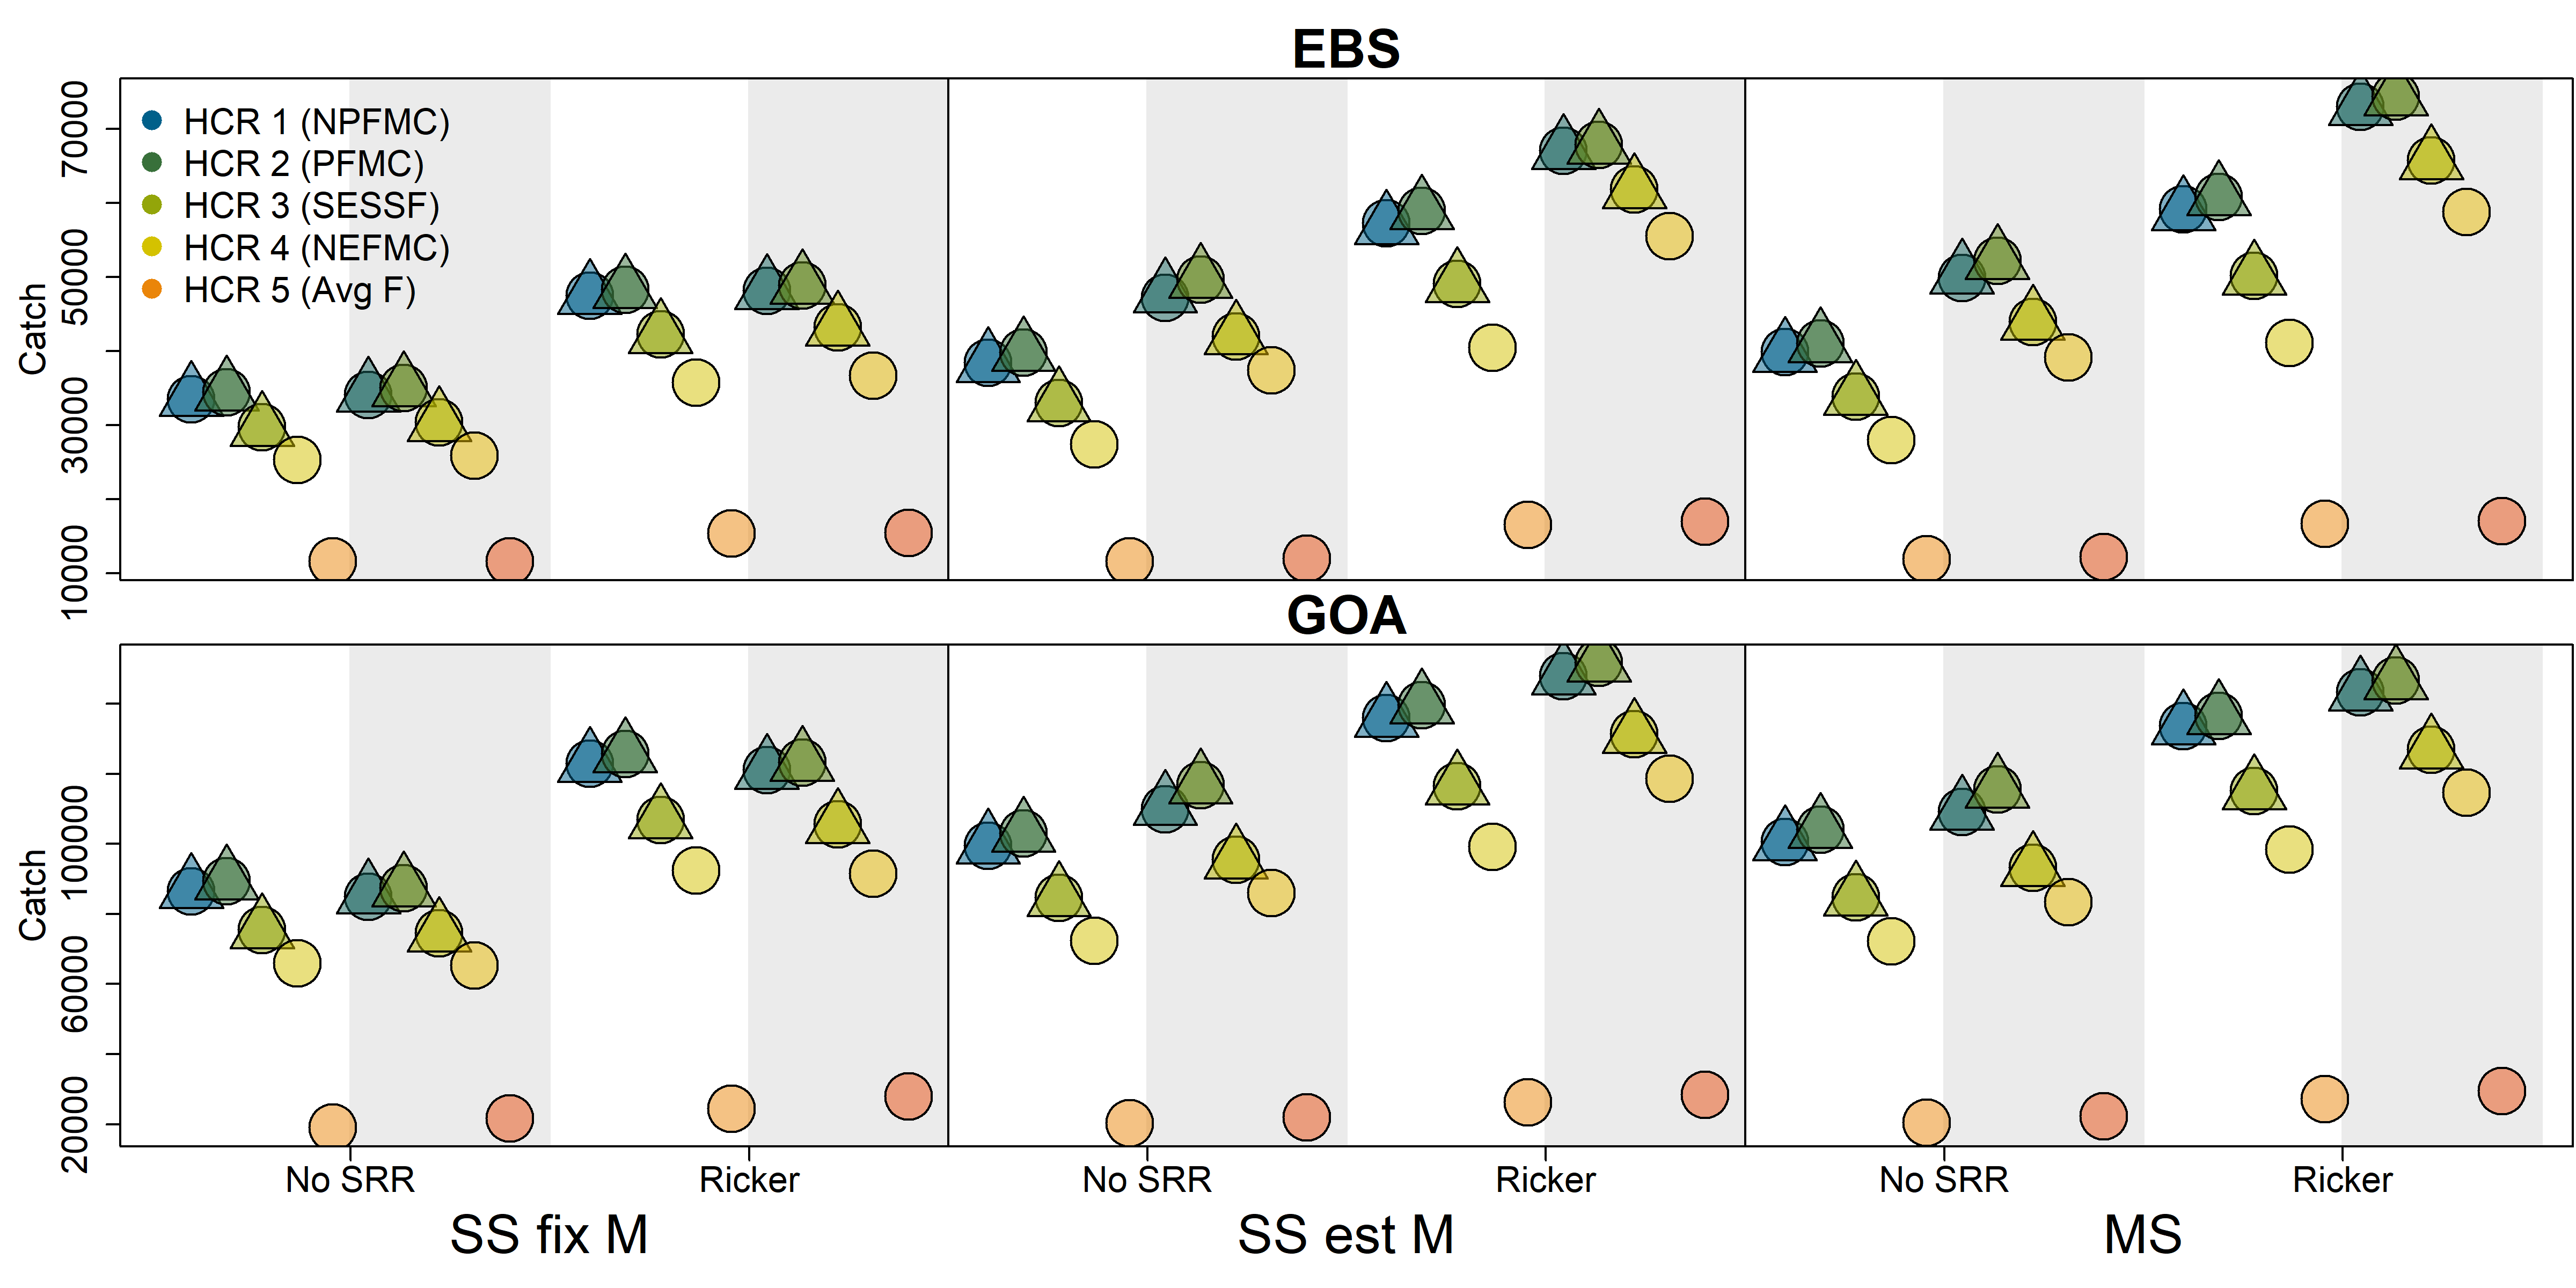 EBS
70000
50000
30000
10000
Catch
HCR 1 (NPFMC)
HCR 2 (PFMC)
HCR 3 (SESSF)
HCR 4 (NEFMC)
HCR 5 (Avg F)
GOA
100000
60000
20000
Catch
No SRR Ricker No SRR Ricker No SRR Ricker
SS fix M SS est M MS